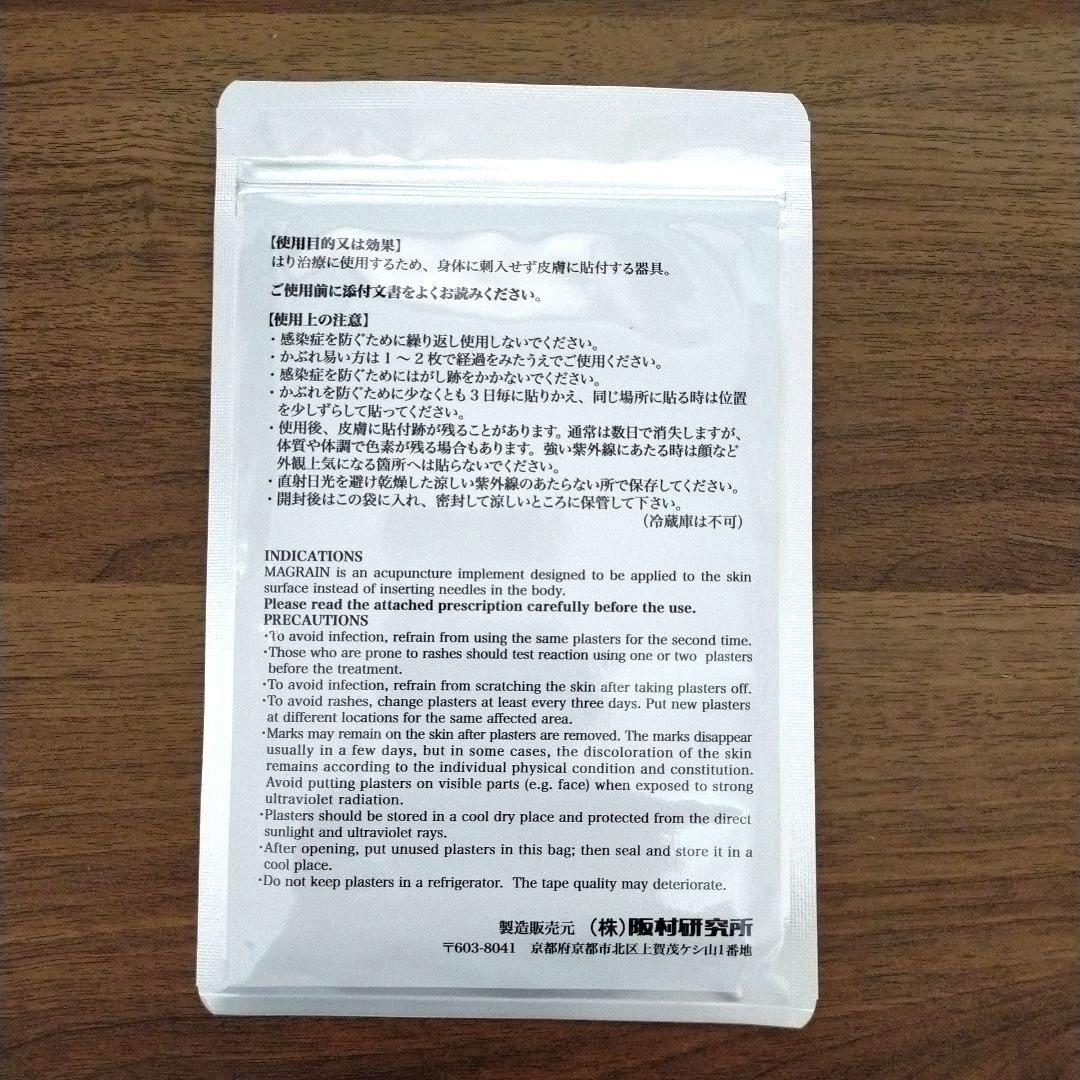 【使用目的又は効果】
はり治療に使用するため、身体に刺入せず皮膚に貼付する器具。
ご使用前に添付文書をよくお読みください。
【使用上の注意】
・感染症を防ぐために繰り返し使用しないでください。
・かぶれ易い方は1～2枚で経過をみたうえでご使用ください。
・感染症を防ぐためにはがし跡をかかないでください。
・かぶれを防ぐために少なくとも3日毎に貼りかえ、同じ場所に貼る時は位置
を少しずらして貼ってください。
・使用後、皮膚に貼付跡が残ることがあります。通常は数日で消失しますが、
体質や体調で色素が残る場合もあります。強い紫外線にあたる時は顔など
外観上気になる箇所へは貼らないでください。
・直射日光を避け乾燥した涼しい紫外線のあたらない所で保存してください。
・開封後はこの袋に入れ、密封して涼しいところに保管して下さい。
（冷蔵庫は不可）
INDICATIONS
MAGRAIN is an acupuncture implement designed to be applied to the skin
surface instead of inserting needles in the body.
Please read the attached prescription carefully before the use.
PRECAUTIONS
・To avoid infection, refrain from using the same plasters for the second time.
・Those who are prone to rashes should test reaction using one or two plasters
before the treatment.
・To avoid infection, refrain from scratching the skin after taking plasters off.
・To avoid rashes, change plasters at least every three days. Put new plasters
at different locations for the same affected area.
・Marks may remain on the skin after plasters are removed. The marks disappear
usually in a few days, but in some cases, the discoloration of the skin
remains according to the individual physical condition and constitution.
Avoid putting plasters on visible parts (e.g. face) when exposed to strong
ultraviolet radiation.
・Plasters should be stored in a cool dry place and protected from the direct
sunlight and ultraviolet rays.
・After opening, put unused plasters in this bag; then seal and store it in a
cool place.
・Do not keep plasters in a refrigerator. The tape quality may deteriorate.
製造販売元 （株）阪村研究所
〒603-8041 京都府京都市北区上賀茂ケシ山1番地